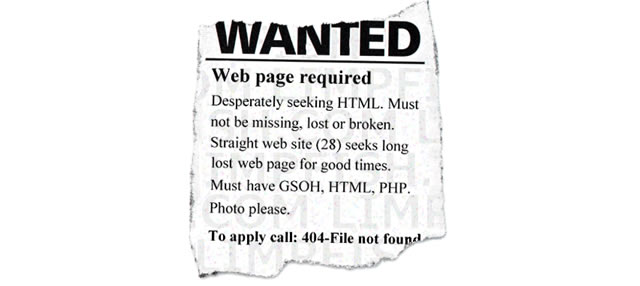 WANTED
Web page required
Desperately seeking HTML. Must
not be missing, lost or broken.
Straight web site (28) seeks long
lost web page for good times.
Must have GSOH, HTML, PHP.
Photo please.
To apply call: 404-File not found